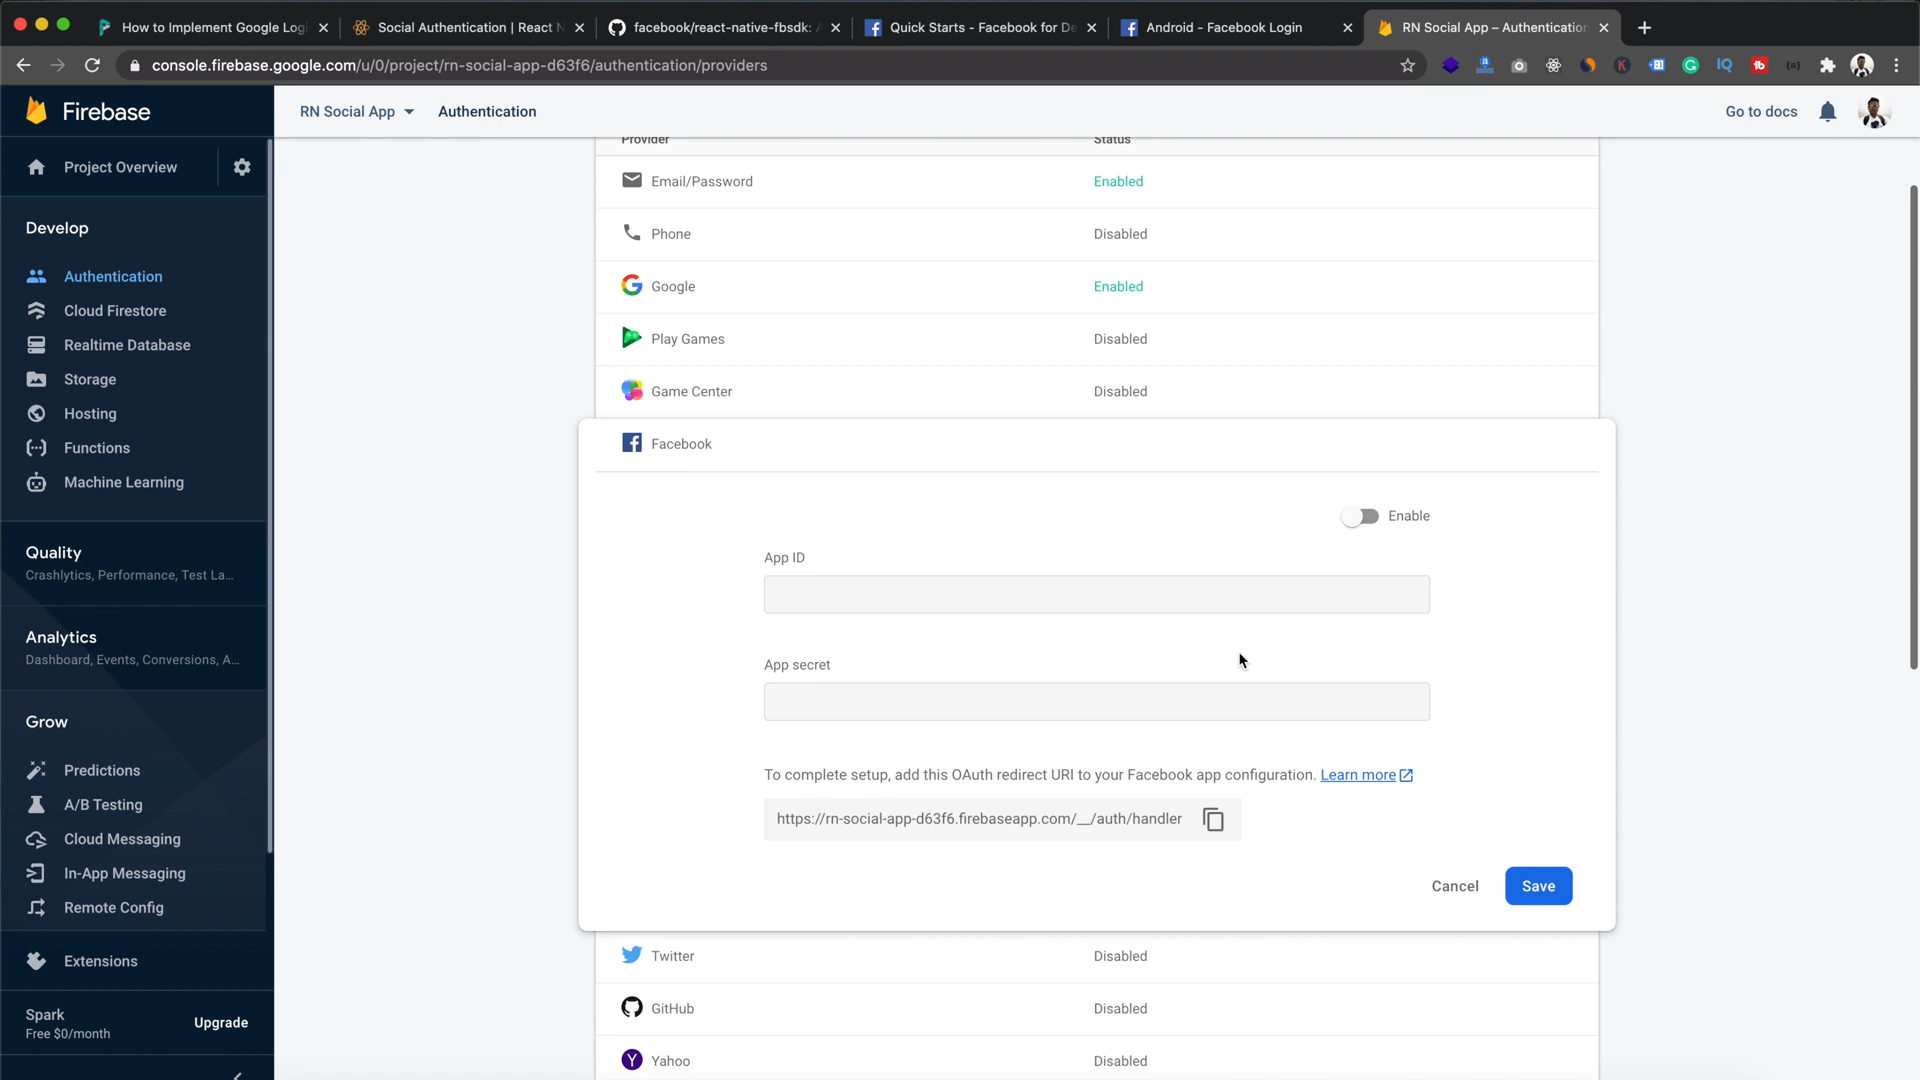 How to Implement Google Logi
Social Authentication | React N
facebook/react-native-fbsdk: A
Quick Starts - Facebook for De
Android - Facebook Login
RN Social App – Authentication
console.firebase.google.com/u/0/project/rn-social-app-d63f6/authentication/providers
Firebase
RN Social App
Authentication
Go to docs
Project Overview
Develop
Authentication
Cloud Firestore
Realtime Database
Storage
Hosting
Functions
Machine Learning
Quality
Crashlytics, Performance, Test La...
Analytics
Dashboard, Events, Conversions, A...
Grow
Predictions
A/B Testing
Cloud Messaging
In-App Messaging
Remote Config
Extensions
Spark
Free $0/month
Upgrade
Provider Status
Email/Password Enabled
Phone Disabled
Google Enabled
Play Games Disabled
Game Center Disabled
Facebook
Enable
App ID
App secret
To complete setup, add this OAuth redirect URI to your Facebook app configuration. Learn more
https://rn-social-app-d63f6.firebaseapp.com/__/auth/handler
Cancel Save
Twitter Disabled
GitHub Disabled
Yahoo Disabled